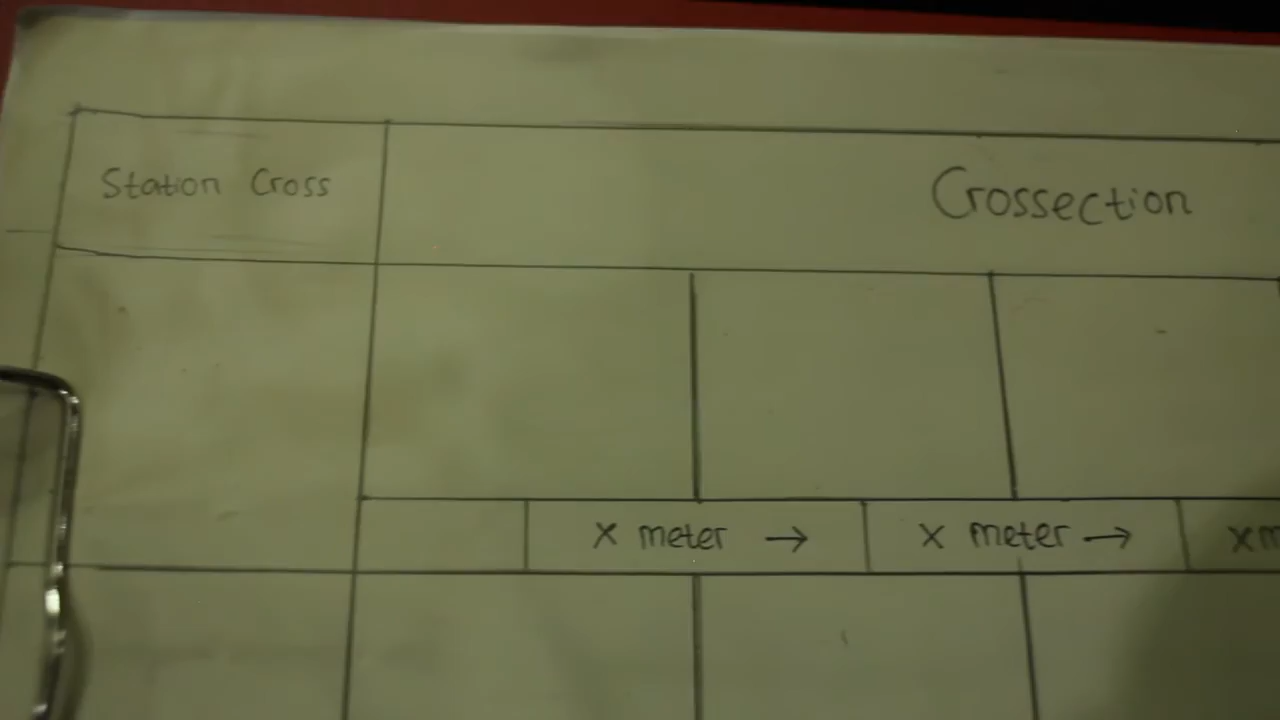 Station Cross
Crossection
X meter → X meter → X m